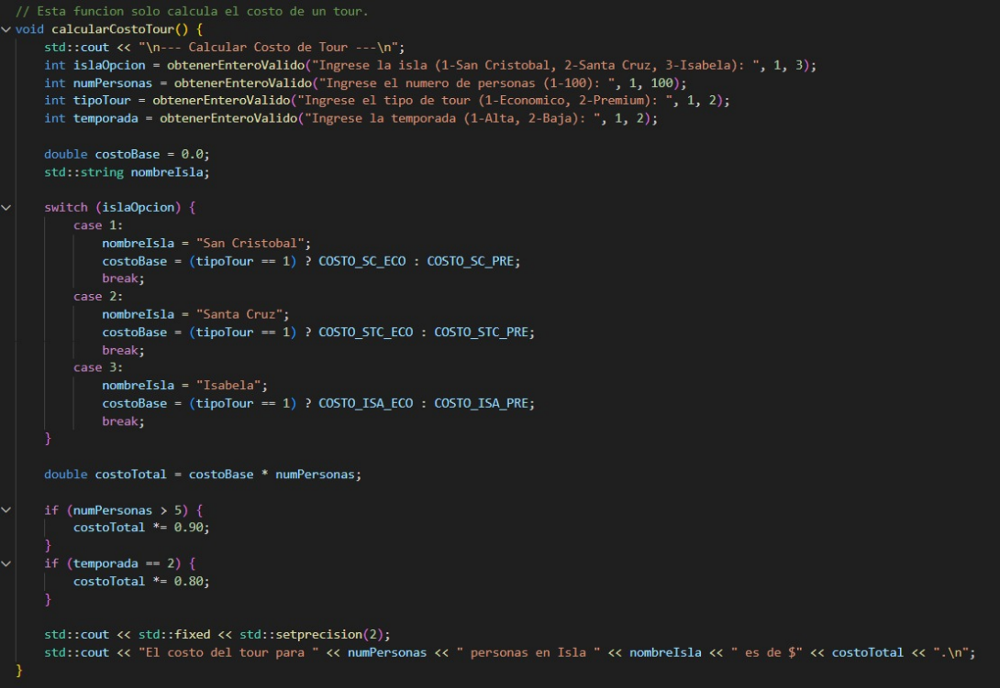 // Esta funcion solo calcula el costo de un tour.
void calcularCostoTour() {
    std::cout << "\n--- Calcular Costo de Tour ---\n";
    int islaOpcion = obtenerEnteroValido("Ingrese la isla (1-San Cristobal, 2-Santa Cruz, 3-Isabela): ", 1, 3);
    int numPersonas = obtenerEnteroValido("Ingrese el numero de personas (1-100): ", 1, 100);
    int tipoTour = obtenerEnteroValido("Ingrese el tipo de tour (1-Economico, 2-Premium): ", 1, 2);
    int temporada = obtenerEnteroValido("Ingrese la temporada (1-Alta, 2-Baja): ", 1, 2);

    double costoBase = 0.0;
    std::string nombreIsla;

    switch (islaOpcion) {
        case 1:
            nombreIsla = "San Cristobal";
            costoBase = (tipoTour == 1) ? COSTO_SC_ECO : COSTO_SC_PRE;
            break;
        case 2:
            nombreIsla = "Santa Cruz";
            costoBase = (tipoTour == 1) ? COSTO_STC_ECO : COSTO_STC_PRE;
            break;
        case 3:
            nombreIsla = "Isabela";
            costoBase = (tipoTour == 1) ? COSTO_ISA_ECO : COSTO_ISA_PRE;
            break;
    }

    double costoTotal = costoBase * numPersonas;

    if (numPersonas > 5) {
        costoTotal *= 0.90;
    }
    if (temporada == 2) {
        costoTotal *= 0.80;
    }

    std::cout << std::fixed << std::setprecision(2);
    std::cout << "El costo del tour para " << numPersonas << " personas en Isla " << nombreIsla << " es de $" << costoTotal << ".\n";
}